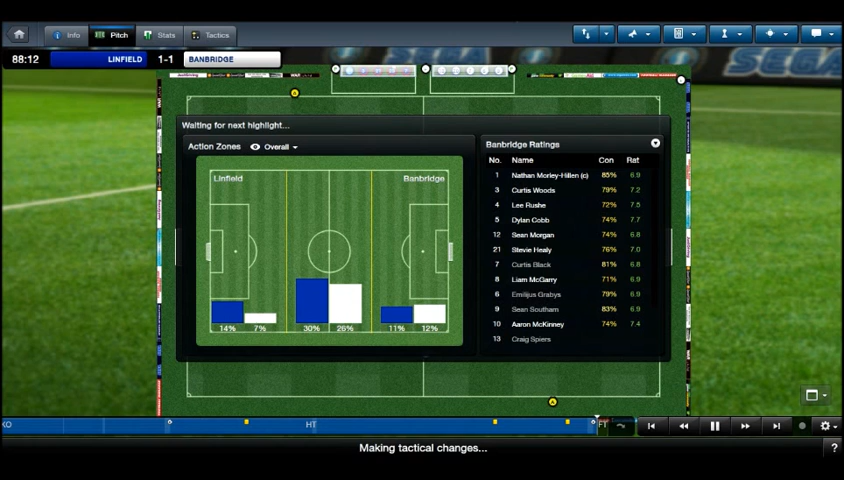 Info Pitch Stats Tactics
88:12 LINFIELD 1-1 BANBRIDGE
SEGA
SEGA
Waiting for next highlight...
Action Zones Overall
Linfield Banbridge
14% 7% 30% 26% 11% 12%
Banbridge Ratings
No. Name Con Rat
1 Nathan Morley-Hillen (c) 85% 6.9
3 Curtis Woods 79% 7.2
4 Lee Rushe 72% 7.5
5 Dylan Cobb 74% 7.7
12 Sean Morgan 74% 6.8
21 Stevie Healy 76% 7.0
7 Curtis Black 81% 6.8
8 Liam McGarry 71% 6.9
6 Emilijus Grabys 79% 6.9
9 Sean Southam 83% 6.9
10 Aaron McKinney 74% 7.4
13 Craig Spiers
KO HT FT
Making tactical changes...
?